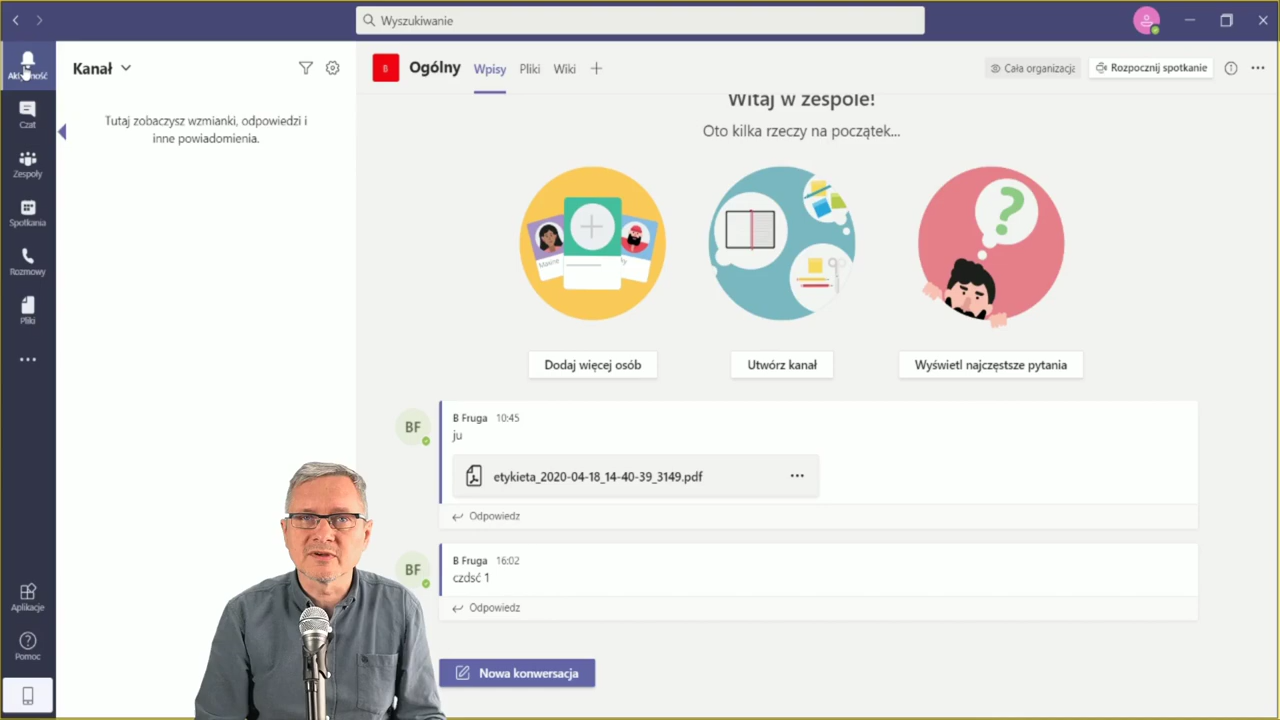 Wyszukiwanie
Aktywność
Czat
Zespoły
Spotkania
Rozmowy
Pliki
Aplikacje
Pomoc
Kanał
Tutaj zobaczysz wzmianki, odpowiedzi i
inne powiadomienia.
B
Ogólny
Wpisy
Pliki
Wiki
Cała organizacja
Rozpocznij spotkanie
Witaj w zespole!
Oto kilka rzeczy na początek...
Maxine
Dodaj więcej osób
Utwórz kanał
?
Wyświetl najczęstsze pytania
BF
B Fruga 10:45
ju
etykieta_2020-04-18_14-40-39_3149.pdf
Odpowiedz
BF
B Fruga 16:02
czdsć 1
Odpowiedz
Nowa konwersacja